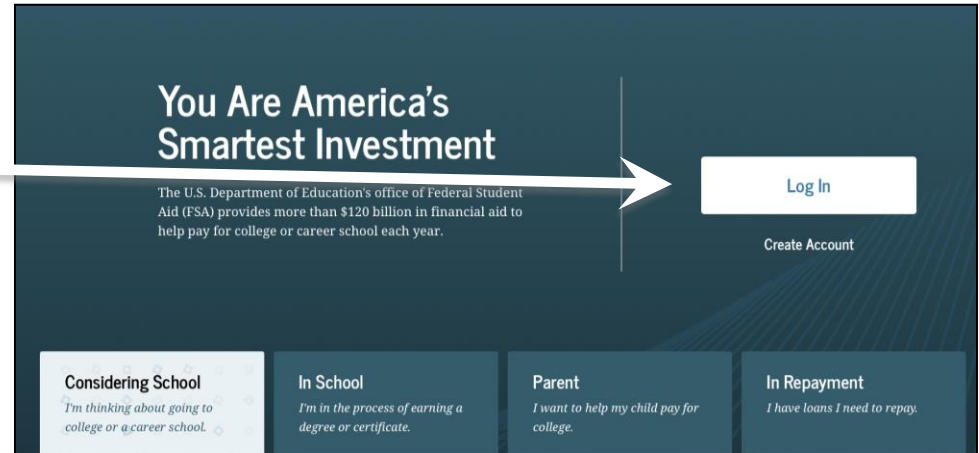 You Are America's
Smartest Investment
The U.S. Department of Education's office of Federal Student
Aid (FSA) provides more than $120 billion in financial aid to
help pay for college or career school each year.
Log In
Create Account
Considering School
I'm thinking about going to
college or a career school.
In School
I'm in the process of earning a
degree or certificate.
Parent
I want to help my child pay for
college.
In Repayment
I have loans I need to repay.